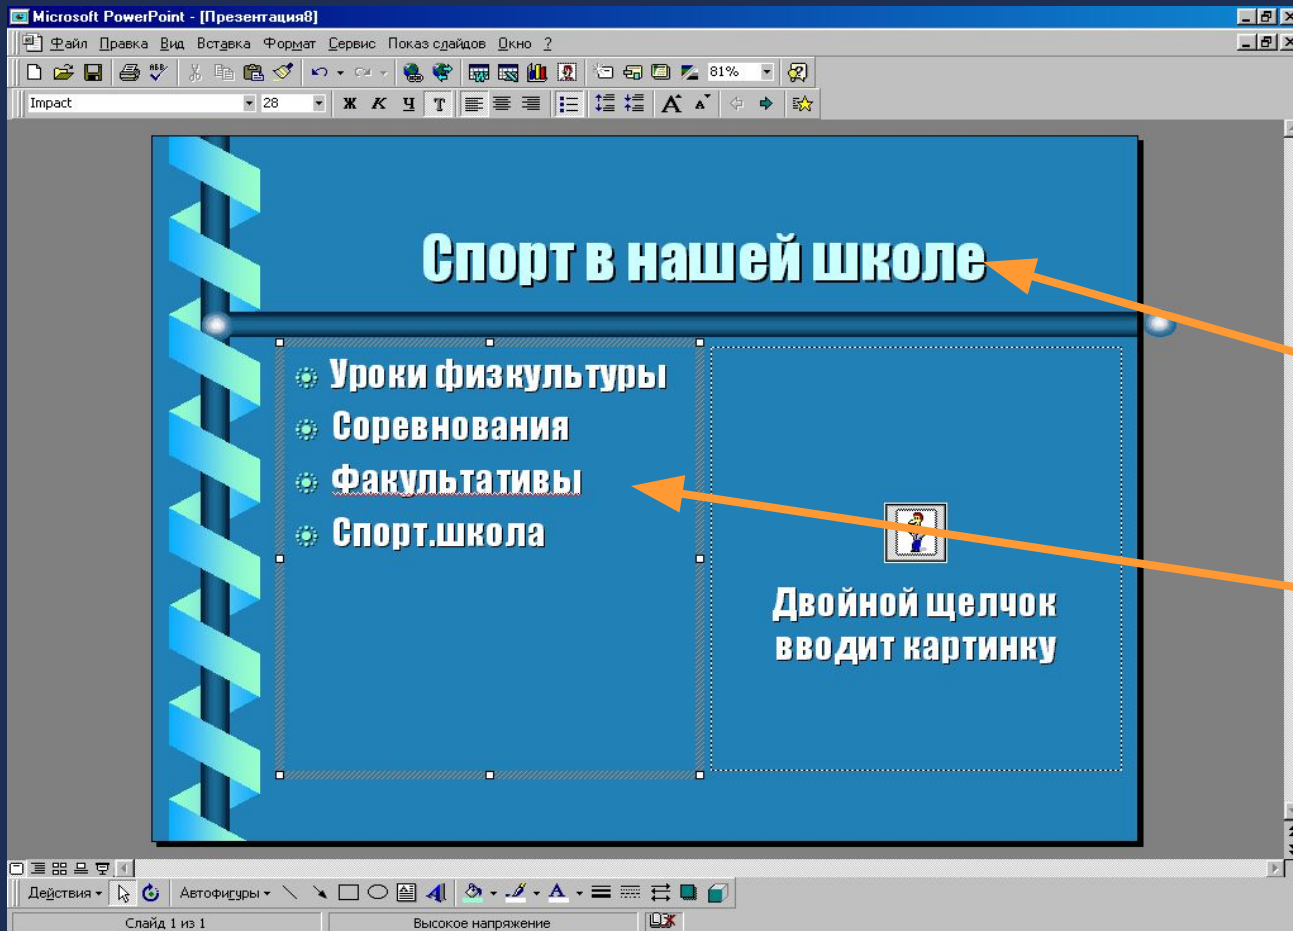 Microsoft PowerPoint - [Презентация8]
Файл Правка Вид Вставка Формат Сервис Показ слайдов Окно ?
81%
Impact 28 Ж К Ч Т
Спорт в нашей школе
Уроки физкультуры
Соревнования
Факультативы
Спорт.школа
Двойной щелчок
вводит картинку
Действия Автофигуры
Слайд 1 из 1 Высокое напряжение